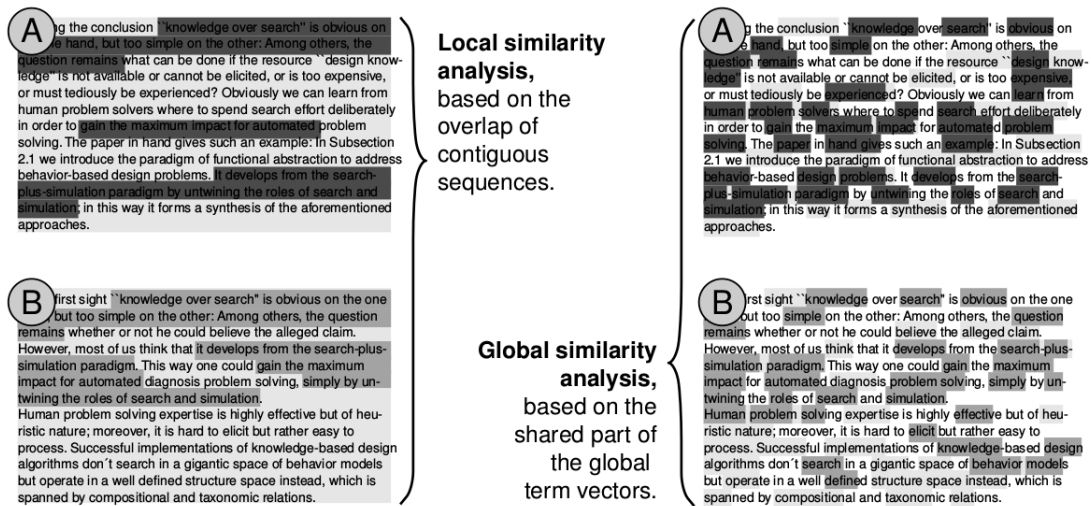 A
ng the conclusion ``knowledge over search'' is obvious on
e hand, but too simple on the other: Among others, the
question remains what can be done if the resource ``design know-
ledge'' is not available or cannot be elicited, or is too expensive,
or must tediously be experienced? Obviously we can learn from
human problem solvers where to spend search effort deliberately
in order to gain the maximum impact for automated problem
solving. The paper in hand gives such an example: In Subsection
2.1 we introduce the paradigm of functional abstraction to address
behavior-based design problems. It develops from the search-
plus-simulation paradigm by untwining the roles of search and
simulation; in this way it forms a synthesis of the aforementioned
approaches.
B
first sight ``knowledge over search" is obvious on the one
but too simple on the other: Among others, the question
remains whether or not he could believe the alleged claim.
However, most of us think that it develops from the search-plus-
simulation paradigm. This way one could gain the maximum
impact for automated diagnosis problem solving, simply by un-
twining the roles of search and simulation.
Human problem solving expertise is highly effective but of heu-
ristic nature; moreover, it is hard to elicit but rather easy to
process. Successful implementations of knowledge-based design
algorithms don´t search in a gigantic space of behavior models
but operate in a well defined structure space instead, which is
spanned by compositional and taxonomic relations.
Local similarity
analysis,
based on the
overlap of
contiguous
sequences.
Global similarity
analysis,
based on the
shared part of
the global
term vectors.
A
g the conclusion ``knowledge over search'' is obvious on
e hand, but too simple on the other: Among others, the
question remains what can be done if the resource ``design know-
ledge'' is not available or cannot be elicited, or is too expensive,
or must tediously be experienced? Obviously we can learn from
human problem solvers where to spend search effort deliberately
in order to gain the maximum impact for automated problem
solving. The paper in hand gives such an example: In Subsection
2.1 we introduce the paradigm of functional abstraction to address
behavior-based design problems. It develops from the search-
plus-simulation paradigm by untwining the roles of search and
simulation; in this way it forms a synthesis of the aforementioned
approaches.
B
rst sight ``knowledge over search" is obvious on the one
ut too simple on the other: Among others, the question
remains whether or not he could believe the alleged claim.
However, most of us think that it develops from the search-plus-
simulation paradigm. This way one could gain the maximum
impact for automated diagnosis problem solving, simply by un-
twining the roles of search and simulation.
Human problem solving expertise is highly effective but of heu-
ristic nature; moreover, it is hard to elicit but rather easy to
process. Successful implementations of knowledge-based design
algorithms don´t search in a gigantic space of behavior models
but operate in a well defined structure space instead, which is
spanned by compositional and taxonomic relations.